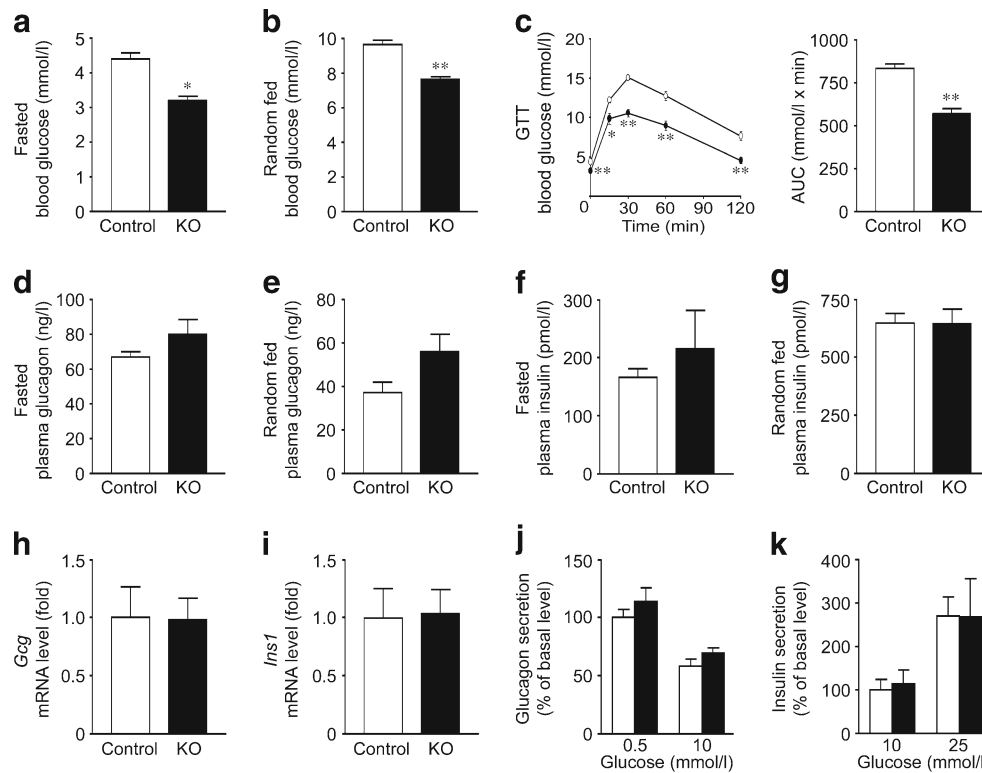 a
Fasted
blood glucose (mmol/l)
5
4
3
2
1
0
*
Control KO
b
Random fed
blood glucose (mmol/l)
10
8
6
4
2
0
**
Control KO
c
GTT
blood glucose (mmol/l)
20
15
10
5
**
*
**
**
**
0 30 60 90 120
Time (min)
AUC (mmol/l x min)
1000
750
500
250
0
**
Control KO
d
Fasted
plasma glucagon (ng/l)
100
80
60
40
20
0
Control KO
e
Random fed
plasma glucagon (ng/l)
80
60
40
20
0
Control KO
f
Fasted
plasma insulin (pmol/l)
300
200
100
0
Control KO
g
Random fed
plasma insulin (pmol/l)
750
650
400
250
0
Control KO
h
Gcg
mRNA level (fold)
1.5
1.0
0.5
0
Control KO
i
Ins1
mRNA level (fold)
1.5
1.0
0.5
0
Control KO
j
Glucagon secretion
(% of basal level)
150
100
50
0
0.5 10
Glucose (mmol/l)
k
Insulin secretion
(% of basal level)
400
300
200
100
0
10 25
Glucose (mmol/l)